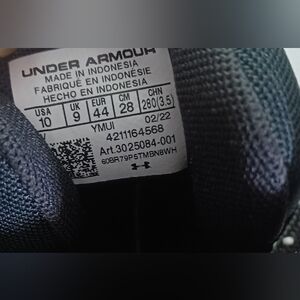 UNDER ARMOUR
MADE IN INDONESIA
FABRIQUÉ EN INDONÉSIE
HECHO EN INDONESIA
USA UK EUR CM CHN
10 9 44 28 280(3.5)
YMUI 02/22
4211164568
Art.3025084-001
60BR79P5TMBN8WH